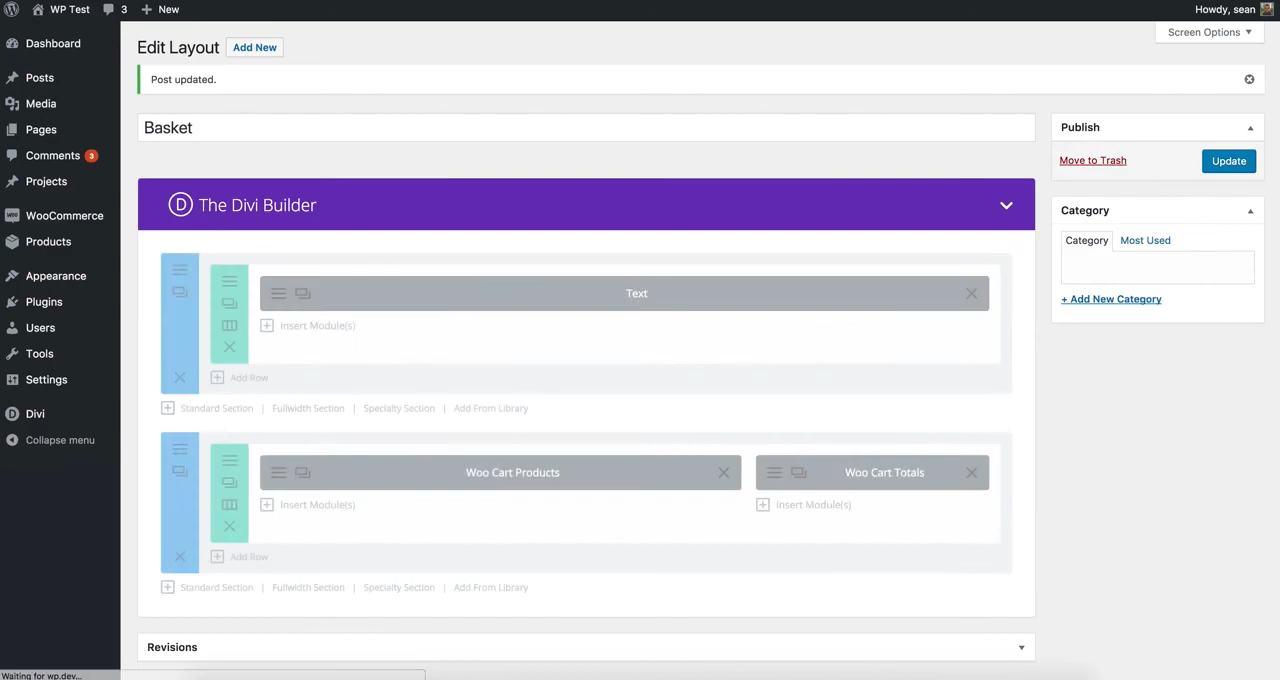 WP Test 3 New Howdy, sean
Screen Options
Dashboard
Posts
Media
Pages
Comments 3
Projects
WOO WooCommerce
Products
Appearance
Plugins
Users
Tools
Settings
D Divi
Collapse menu
Edit Layout Add New
Post updated.
Basket
D The Divi Builder
Text
Insert Module(s)
Add Row
Standard Section | Fullwidth Section | Specialty Section | Add From Library
Woo Cart Products Woo Cart Totals
Insert Module(s) Insert Module(s)
Add Row
Standard Section | Fullwidth Section | Specialty Section | Add From Library
Revisions
Publish
Move to Trash Update
Category
Category Most Used
+ Add New Category
Waiting for wp.dev...